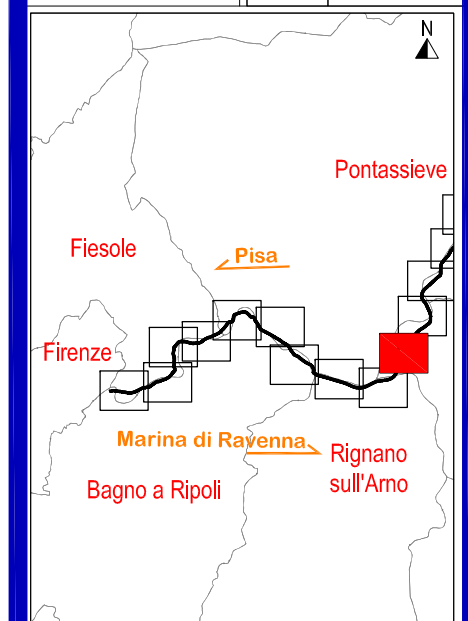 N
Pontassieve
Fiesole
Pisa
Firenze
Marina di Ravenna
Rignano
sull'Arno
Bagno a Ripoli